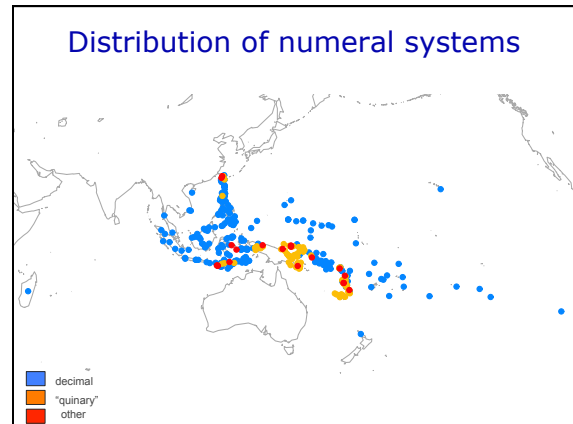 Distribution of numeral systems
decimal
"quinary"
other